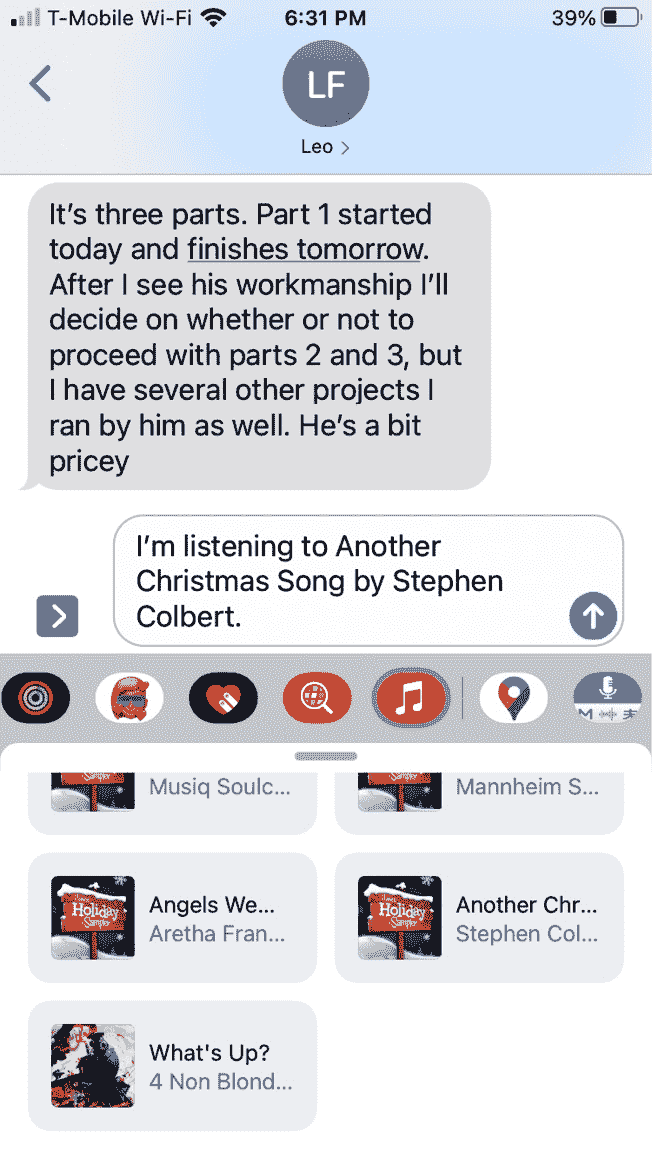 T-Mobile Wi-Fi 6:31 PM 39%
LF
Leo
It's three parts. Part 1 started
today and finishes tomorrow.
After I see his workmanship I'll
decide on whether or not to
proceed with parts 2 and 3, but
I have several other projects I
ran by him as well. He's a bit
pricey
I'm listening to Another
Christmas Song by Stephen
Colbert.
Musiq Soulc...
Mannheim S...
Holiday
Sampler
Angels We...
Aretha Fran...
Holiday
Sampler
Another Chr...
Stephen Col...
What's Up?
4 Non Blond...